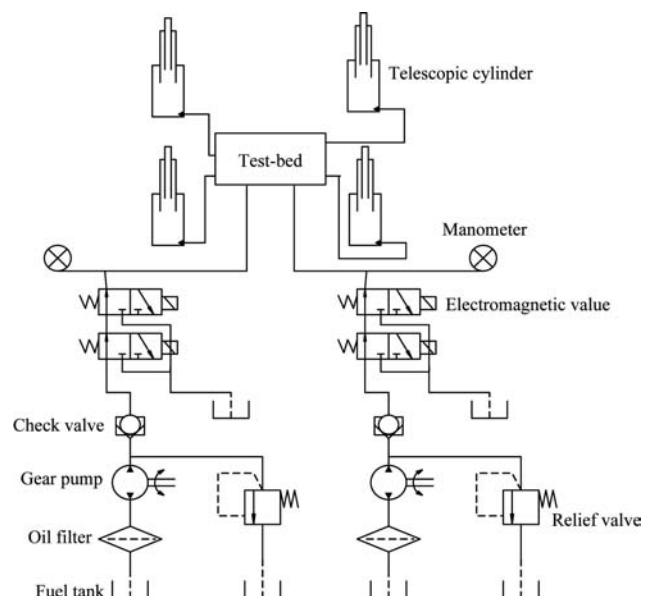 Telescopic cylinder
Test-bed
Manometer
Electromagnetic value
Check valve
Gear pump
Relief valve
Oil filter
Fuel tank